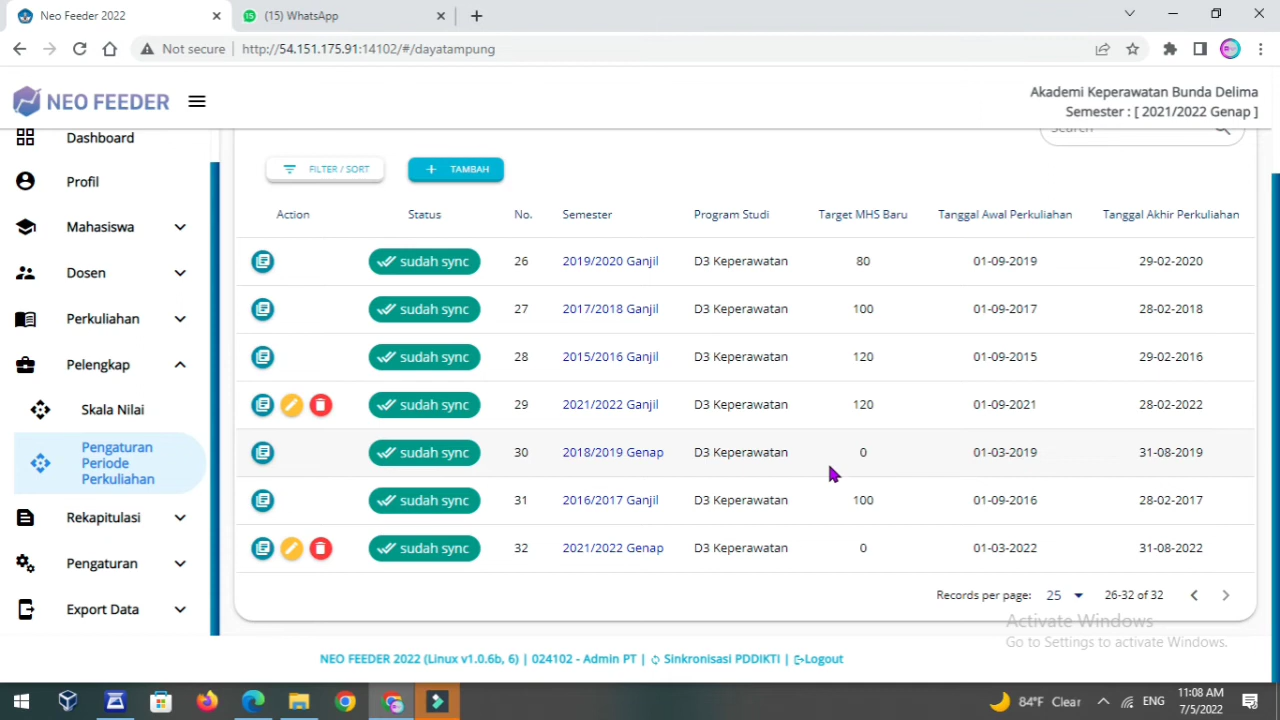 Neo Feeder 2022
(15) WhatsApp
Not secure
http://54.151.175.91:14102/#/dayatampung
NEO FEEDER
Akademi Keperawatan Bunda Delima
Semester : [ 2021/2022 Genap ]
Dashboard
Profil
Mahasiswa
Dosen
Perkuliahan
Pelengkap
Skala Nilai
Pengaturan
Periode
Perkuliahan
Rekapitulasi
Pengaturan
Export Data
Search
FILTER / SORT
+ TAMBAH
Action Status No. Semester Program Studi Target MHS Baru Tanggal Awal Perkuliahan Tanggal Akhir Perkuliahan
sudah sync 26 2019/2020 Ganjil D3 Keperawatan 80 01-09-2019 29-02-2020
sudah sync 27 2017/2018 Ganjil D3 Keperawatan 100 01-09-2017 28-02-2018
sudah sync 28 2015/2016 Ganjil D3 Keperawatan 120 01-09-2015 29-02-2016
sudah sync 29 2021/2022 Ganjil D3 Keperawatan 120 01-09-2021 28-02-2022
sudah sync 30 2018/2019 Genap D3 Keperawatan 0 01-03-2019 31-08-2019
sudah sync 31 2016/2017 Ganjil D3 Keperawatan 100 01-09-2016 28-02-2017
sudah sync 32 2021/2022 Genap D3 Keperawatan 0 01-03-2022 31-08-2022
Records per page: 25 26-32 of 32
Activate Windows
Go to Settings to activate Windows.
NEO FEEDER 2022 (Linux v1.0.6b, 6) | 024102 - Admin PT | Sinkronisasi PDDIKTI | Logout
84°F Clear
ENG
11:08 AM
7/5/2022